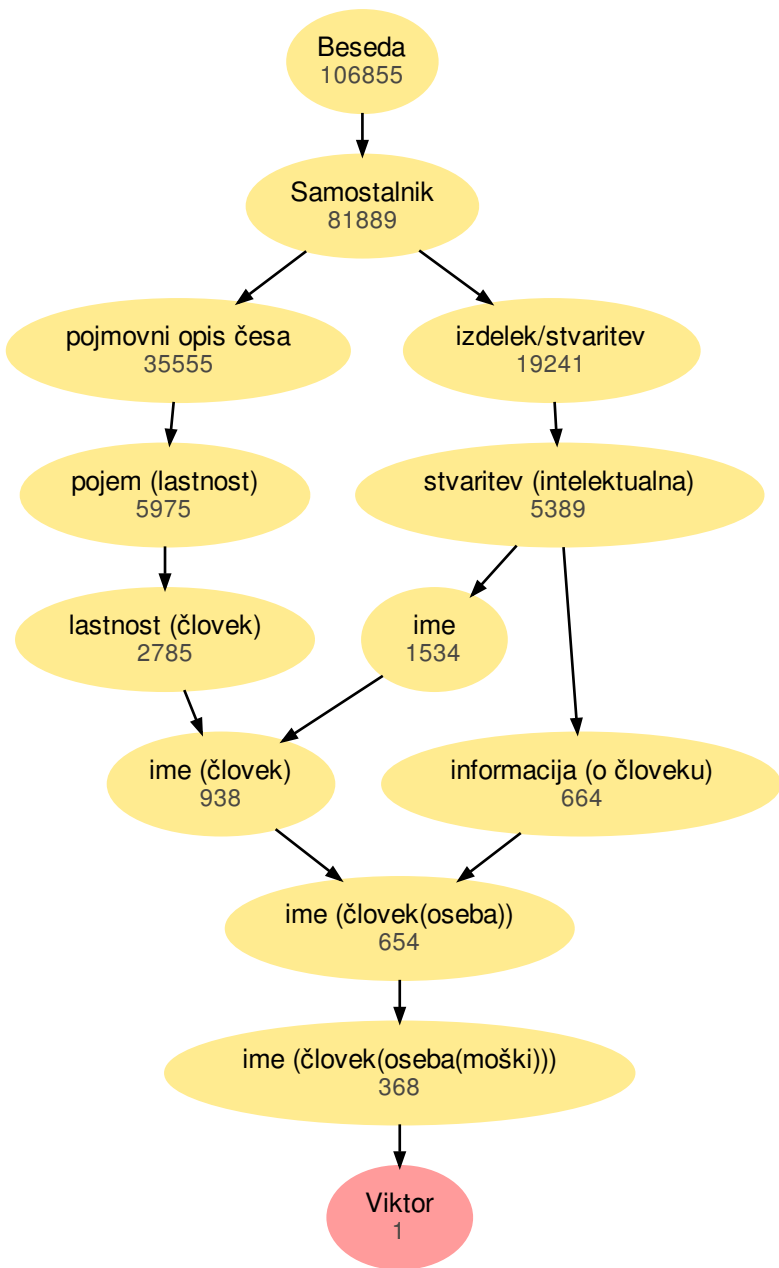 Beseda
106855
Samostalnik
81889
pojmovni opis česa
35555
izdelek/stvaritev
19241
pojem (lastnost)
5975
stvaritev (intelektualna)
5389
lastnost (človek)
2785
ime
1534
ime (človek)
938
informacija (o človeku)
664
ime (človek(oseba))
654
ime (človek(oseba(moški)))
368
Viktor
1